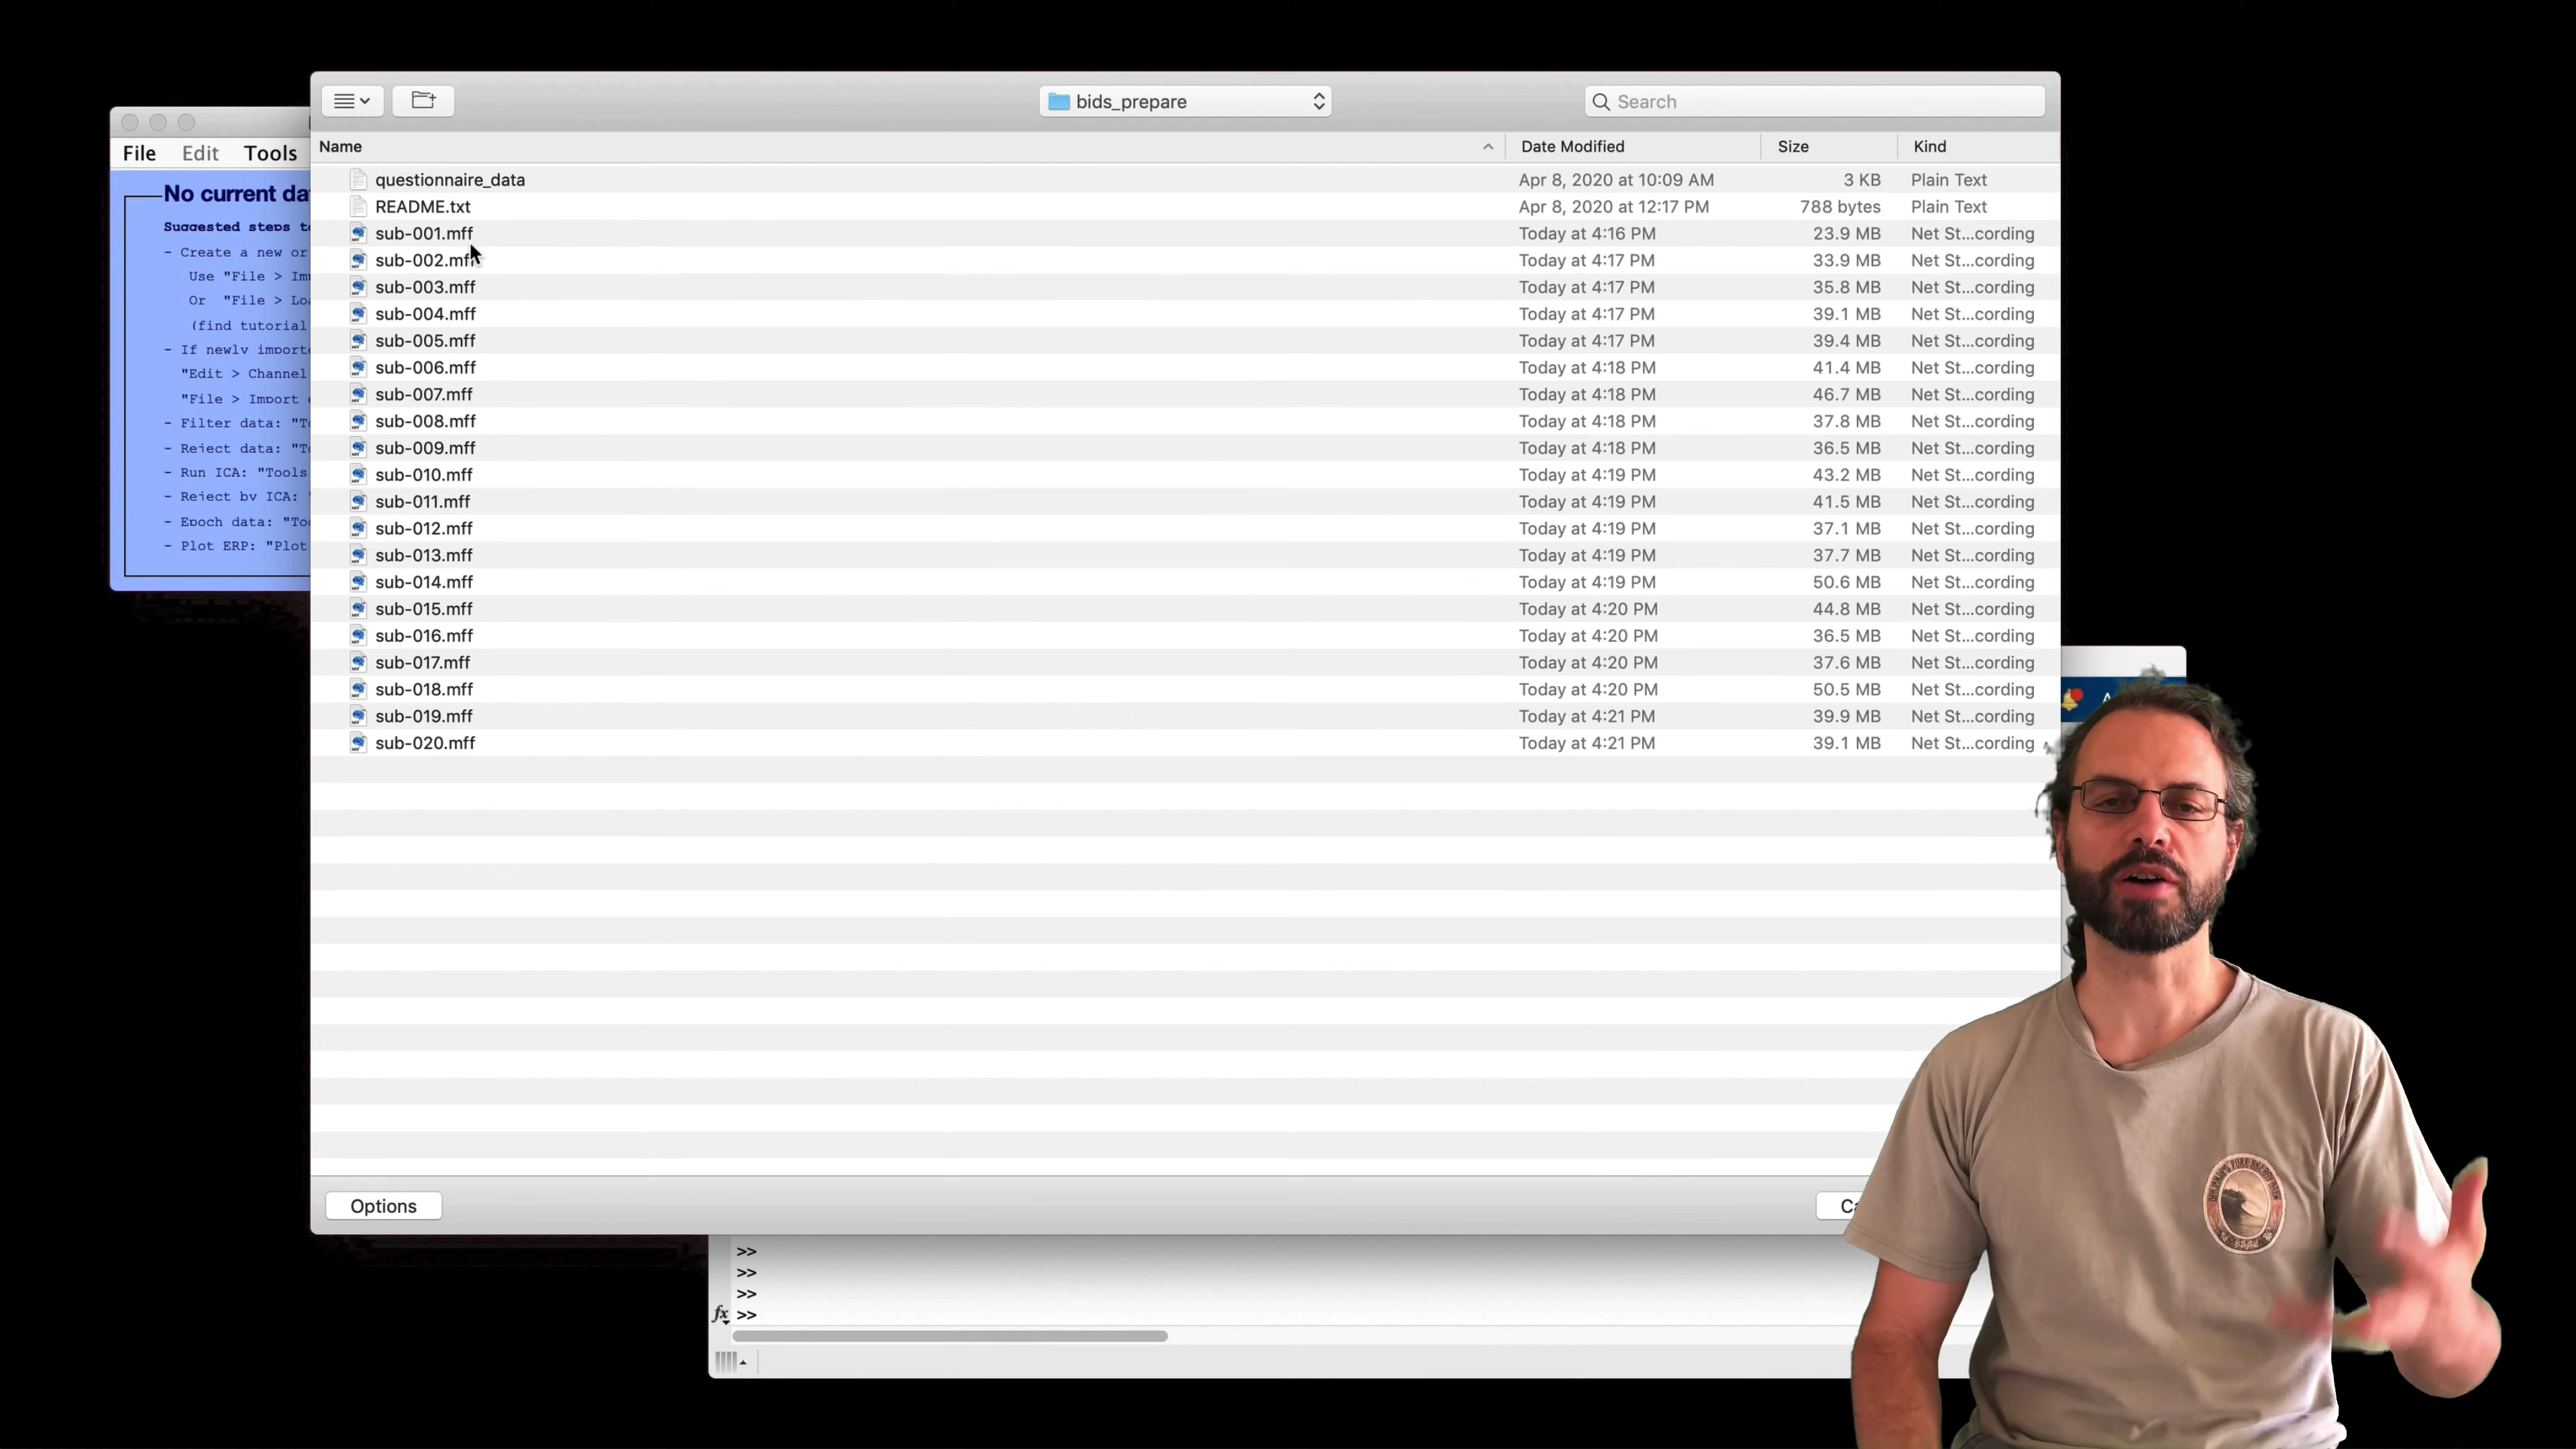 bids_prepare
Search
Name Date Modified Size Kind
questionnaire_data Apr 8, 2020 at 10:09 AM 3 KB Plain Text
README.txt Apr 8, 2020 at 12:17 PM 788 bytes Plain Text
sub-001.mff Today at 4:16 PM 23.9 MB Net St...cording
sub-002.mff Today at 4:17 PM 33.9 MB Net St...cording
sub-003.mff Today at 4:17 PM 35.8 MB Net St...cording
sub-004.mff Today at 4:17 PM 39.1 MB Net St...cording
sub-005.mff Today at 4:17 PM 39.4 MB Net St...cording
sub-006.mff Today at 4:18 PM 41.4 MB Net St...cording
sub-007.mff Today at 4:18 PM 46.7 MB Net St...cording
sub-008.mff Today at 4:18 PM 37.8 MB Net St...cording
sub-009.mff Today at 4:18 PM 36.5 MB Net St...cording
sub-010.mff Today at 4:19 PM 43.2 MB Net St...cording
sub-011.mff Today at 4:19 PM 41.5 MB Net St...cording
sub-012.mff Today at 4:19 PM 37.1 MB Net St...cording
sub-013.mff Today at 4:19 PM 37.7 MB Net St...cording
sub-014.mff Today at 4:19 PM 50.6 MB Net St...cording
sub-015.mff Today at 4:20 PM 44.8 MB Net St...cording
sub-016.mff Today at 4:20 PM 36.5 MB Net St...cording
sub-017.mff Today at 4:20 PM 37.6 MB Net St...cording
sub-018.mff Today at 4:20 PM 50.5 MB Net St...cording
sub-019.mff Today at 4:21 PM 39.9 MB Net St...cording
sub-020.mff Today at 4:21 PM 39.1 MB Net St...cording
Options
File Edit Tools
No current da
Suggested steps to
- Create a new or
Use "File > Im
Or "File > Loa
(find tutorial
- If newly importe
"Edit > Channel
"File > Import e
- Filter data: "To
- Reject data: "To
- Run ICA: "Tools
- Reject by ICA: "
- Epoch data: "Too
- Plot ERP: "Plot
>>
>>
>>
fx >>